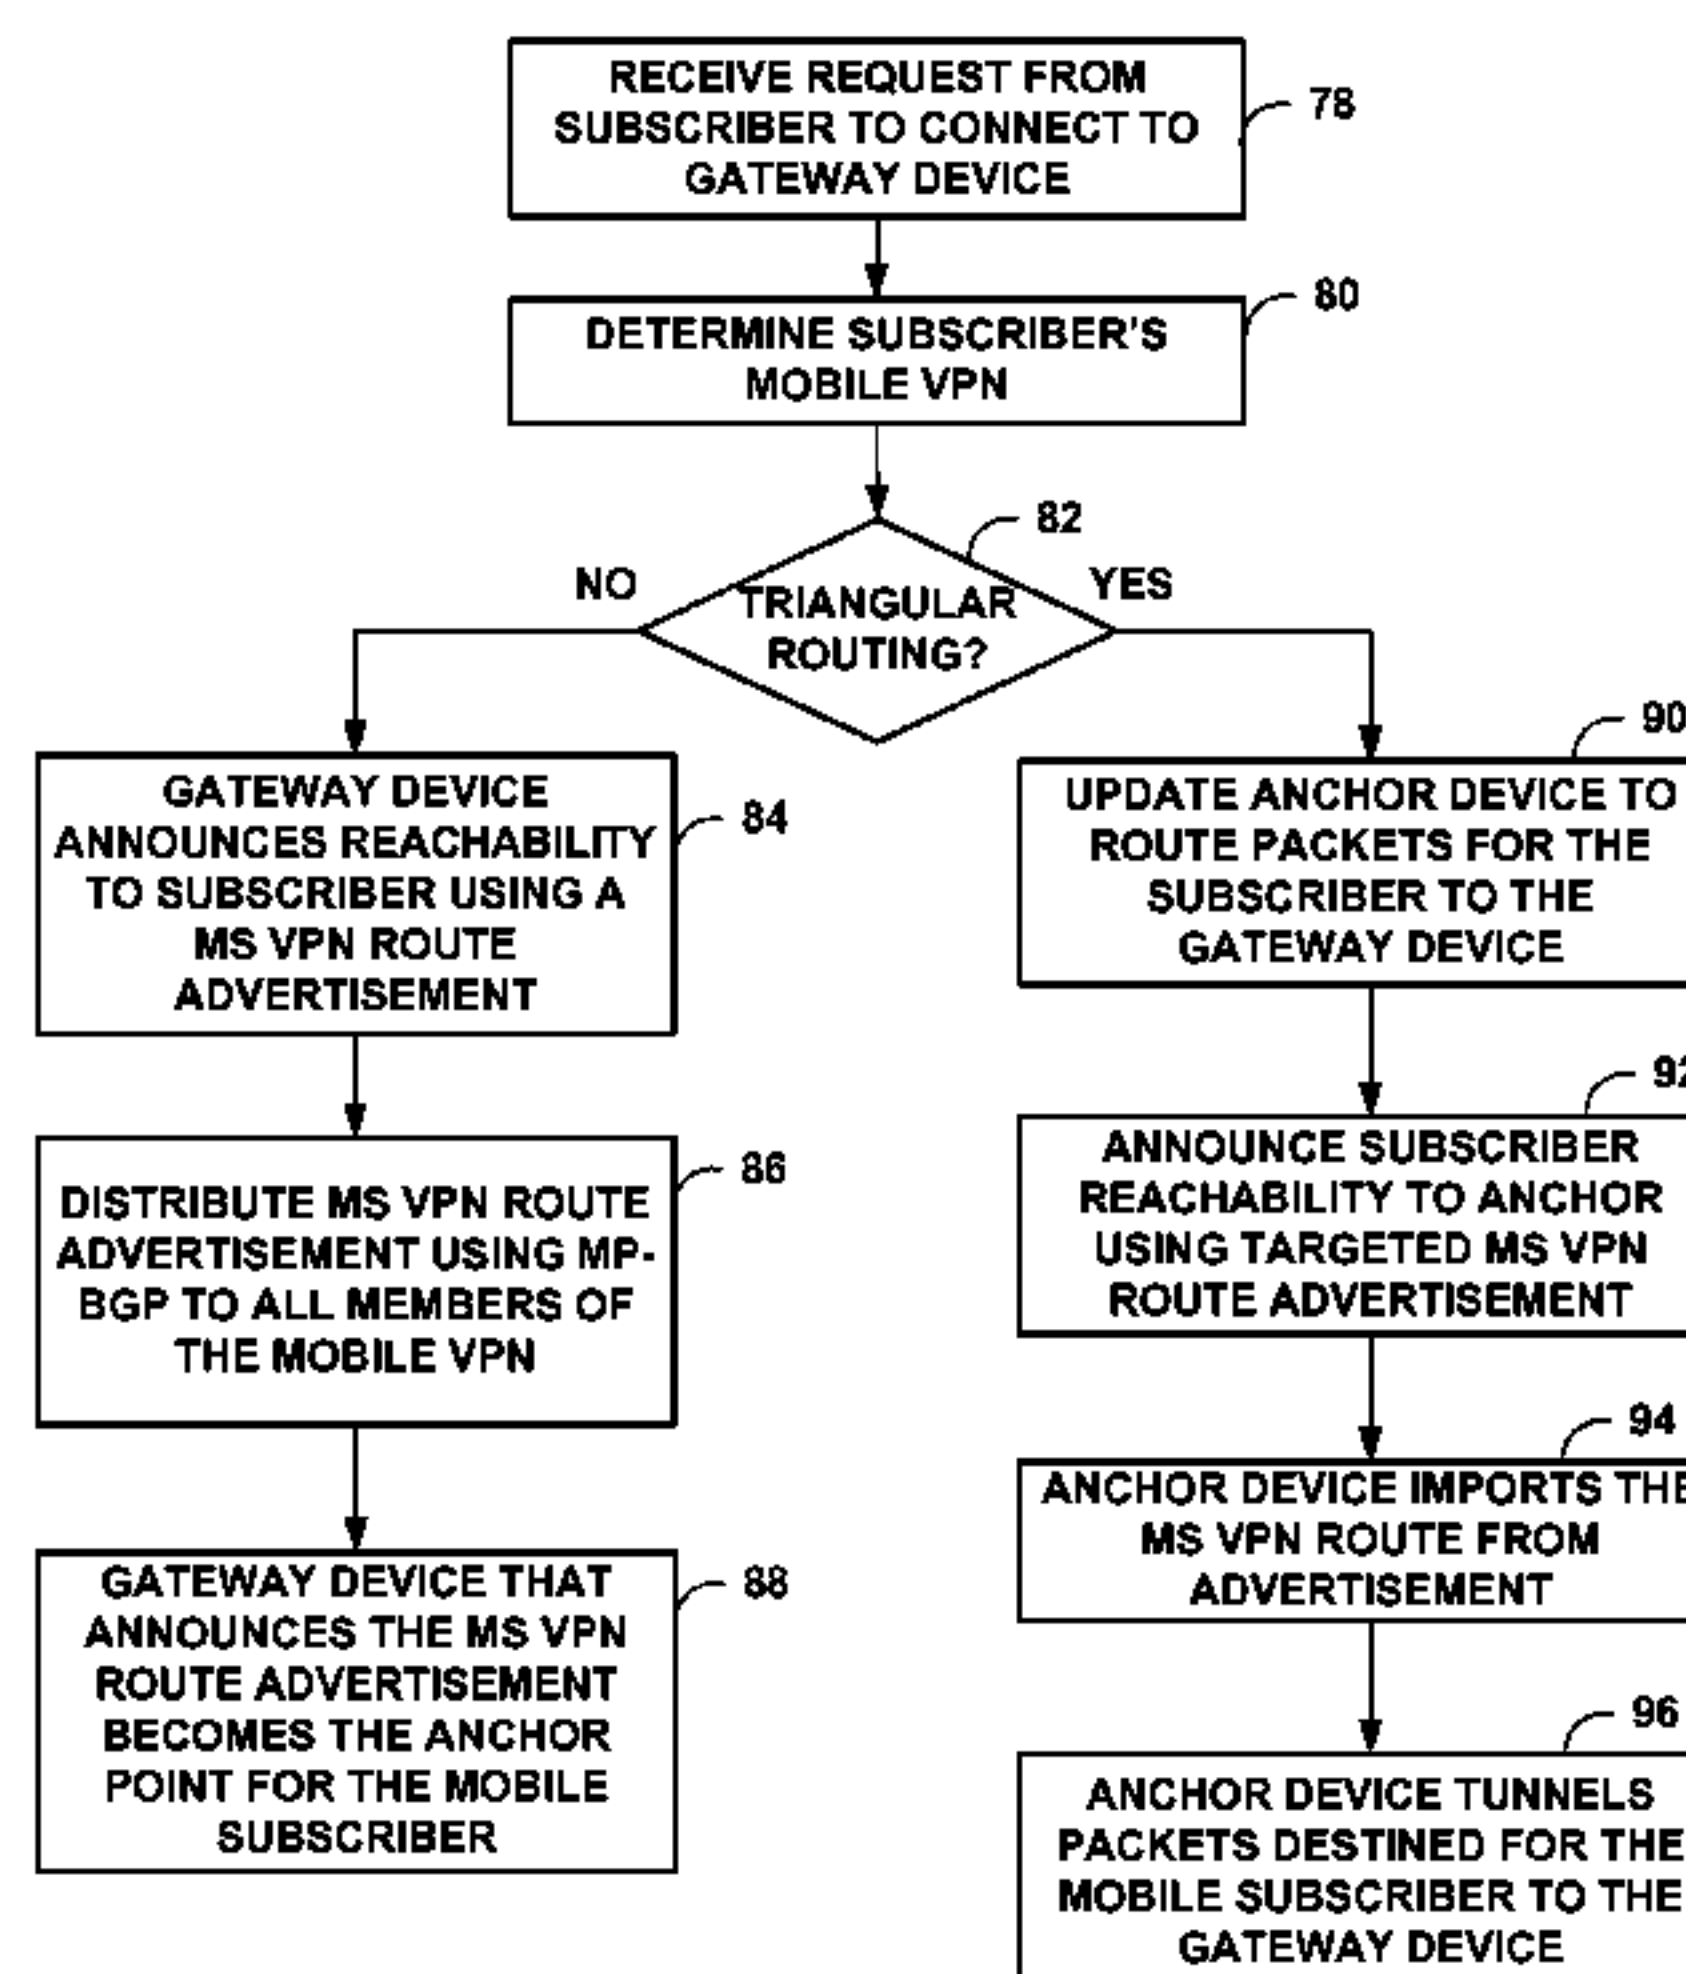 RECEIVE REQUEST FROM
SUBSCRIBER TO CONNECT TO
GATEWAY DEVICE
78
DETERMINE SUBSCRIBER'S
MOBILE VPN
80
82
NO
TRIANGULAR
ROUTING?
YES
GATEWAY DEVICE
ANNOUNCES REACHABILITY
TO SUBSCRIBER USING A
MS VPN ROUTE
ADVERTISEMENT
84
DISTRIBUTE MS VPN ROUTE
ADVERTISEMENT USING MP-
BGP TO ALL MEMBERS OF
THE MOBILE VPN
86
GATEWAY DEVICE THAT
ANNOUNCES THE MS VPN
ROUTE ADVERTISEMENT
BECOMES THE ANCHOR
POINT FOR THE MOBILE
SUBSCRIBER
88
90
UPDATE ANCHOR DEVICE TO
ROUTE PACKETS FOR THE
SUBSCRIBER TO THE
GATEWAY DEVICE
92
ANNOUNCE SUBSCRIBER
REACHABILITY TO ANCHOR
USING TARGETED MS VPN
ROUTE ADVERTISEMENT
94
ANCHOR DEVICE IMPORTS THE
MS VPN ROUTE FROM
ADVERTISEMENT
96
ANCHOR DEVICE TUNNELS
PACKETS DESTINED FOR THE
MOBILE SUBSCRIBER TO THE
GATEWAY DEVICE